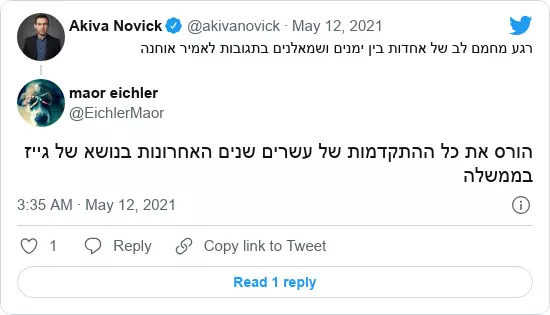 Akiva Novick @akivanovick · May 12, 2021
רגע מחמם לב של אחדות בין ימנים ושמאלנים בתגובות לאמיר אוחנה
maor eichler
@EichlerMaor
הורס את כל ההתקדמות של עשרים שנים האחרונות בנושא של גייז
בממשלה
3:35 AM · May 12, 2021
1 Reply Copy link to Tweet
Read 1 reply